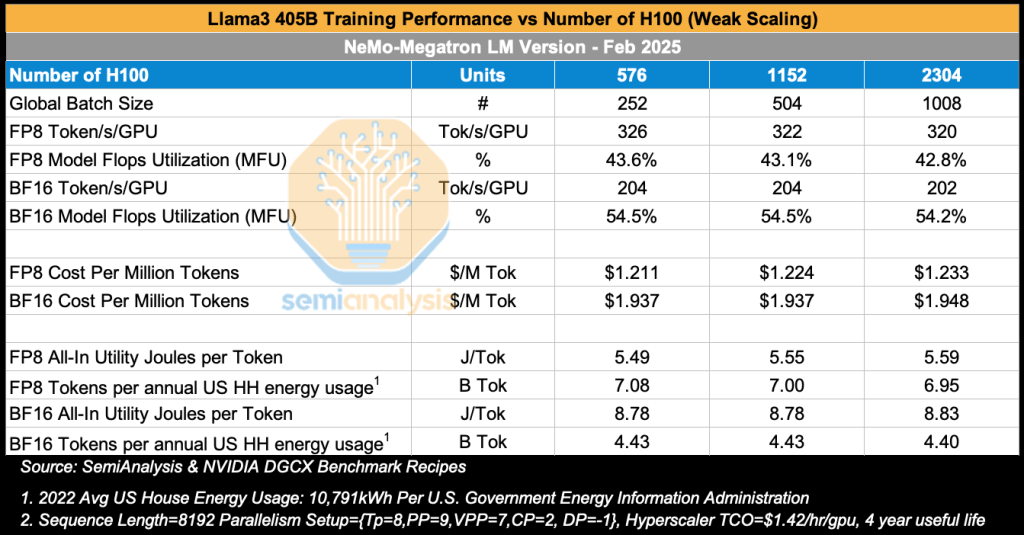 Llama3 405B Training Performance vs Number of H100 (Weak Scaling)
NeMo-Megatron LM Version - Feb 2025
Number of H100 Units 576 1152 2304
Global Batch Size # 252 504 1008
FP8 Token/s/GPU Tok/s/GPU 326 322 320
FP8 Model Flops Utilization (MFU) % 43.6% 43.1% 42.8%
BF16 Token/s/GPU Tok/s/GPU 204 204 202
BF16 Model Flops Utilization (MFU) % 54.5% 54.5% 54.2%
FP8 Cost Per Million Tokens $/M Tok $1.211 $1.224 $1.233
BF16 Cost Per Million Tokens $/M Tok $1.937 $1.937 $1.948
semianalysis
FP8 All-In Utility Joules per Token J/Tok 5.49 5.55 5.59
FP8 Tokens per annual US HH energy usage¹ B Tok 7.08 7.00 6.95
BF16 All-In Utility Joules per Token J/Tok 8.78 8.78 8.83
BF16 Tokens per annual US HH energy usage¹ B Tok 4.43 4.43 4.40
Source: SemiAnalysis & NVIDIA DGCX Benchmark Recipes
1. 2022 Avg US House Energy Usage: 10,791kWh Per U.S. Government Energy Information Administration
2. Sequence Length=8192 Parallelism Setup={Tp=8,PP=9,VPP=7,CP=2, DP=-1}, Hyperscaler TCO=$1.42/hr/gpu, 4 year useful life